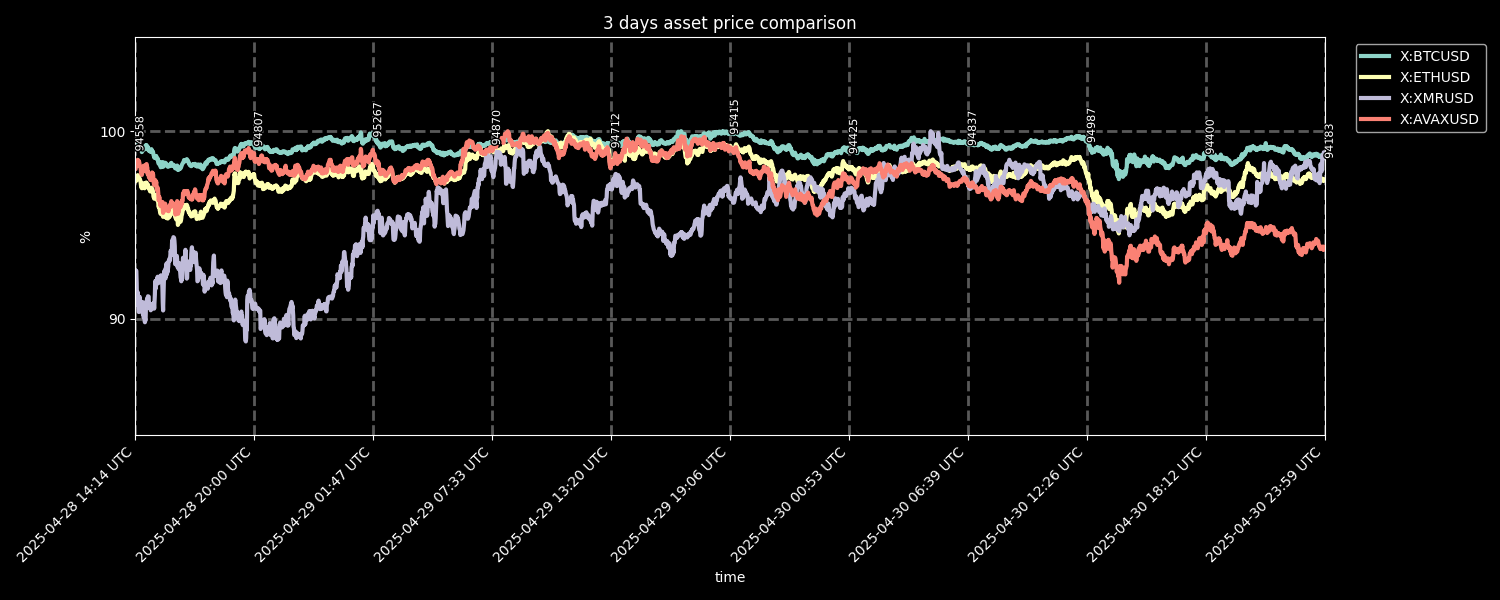 3 days asset price comparison
X:BTCUSD
X:ETHUSD
X:XMRUSD
X:AVAXUSD
100
90
%
94558
94807
95267
94870
94712
95415
94425
94837
94987
94400
94183
2025-04-28 14:14 UTC
2025-04-28 20:00 UTC
2025-04-29 01:47 UTC
2025-04-29 07:33 UTC
2025-04-29 13:20 UTC
2025-04-29 19:06 UTC
2025-04-30 00:53 UTC
2025-04-30 06:39 UTC
2025-04-30 12:26 UTC
2025-04-30 18:12 UTC
2025-04-30 23:59 UTC
time